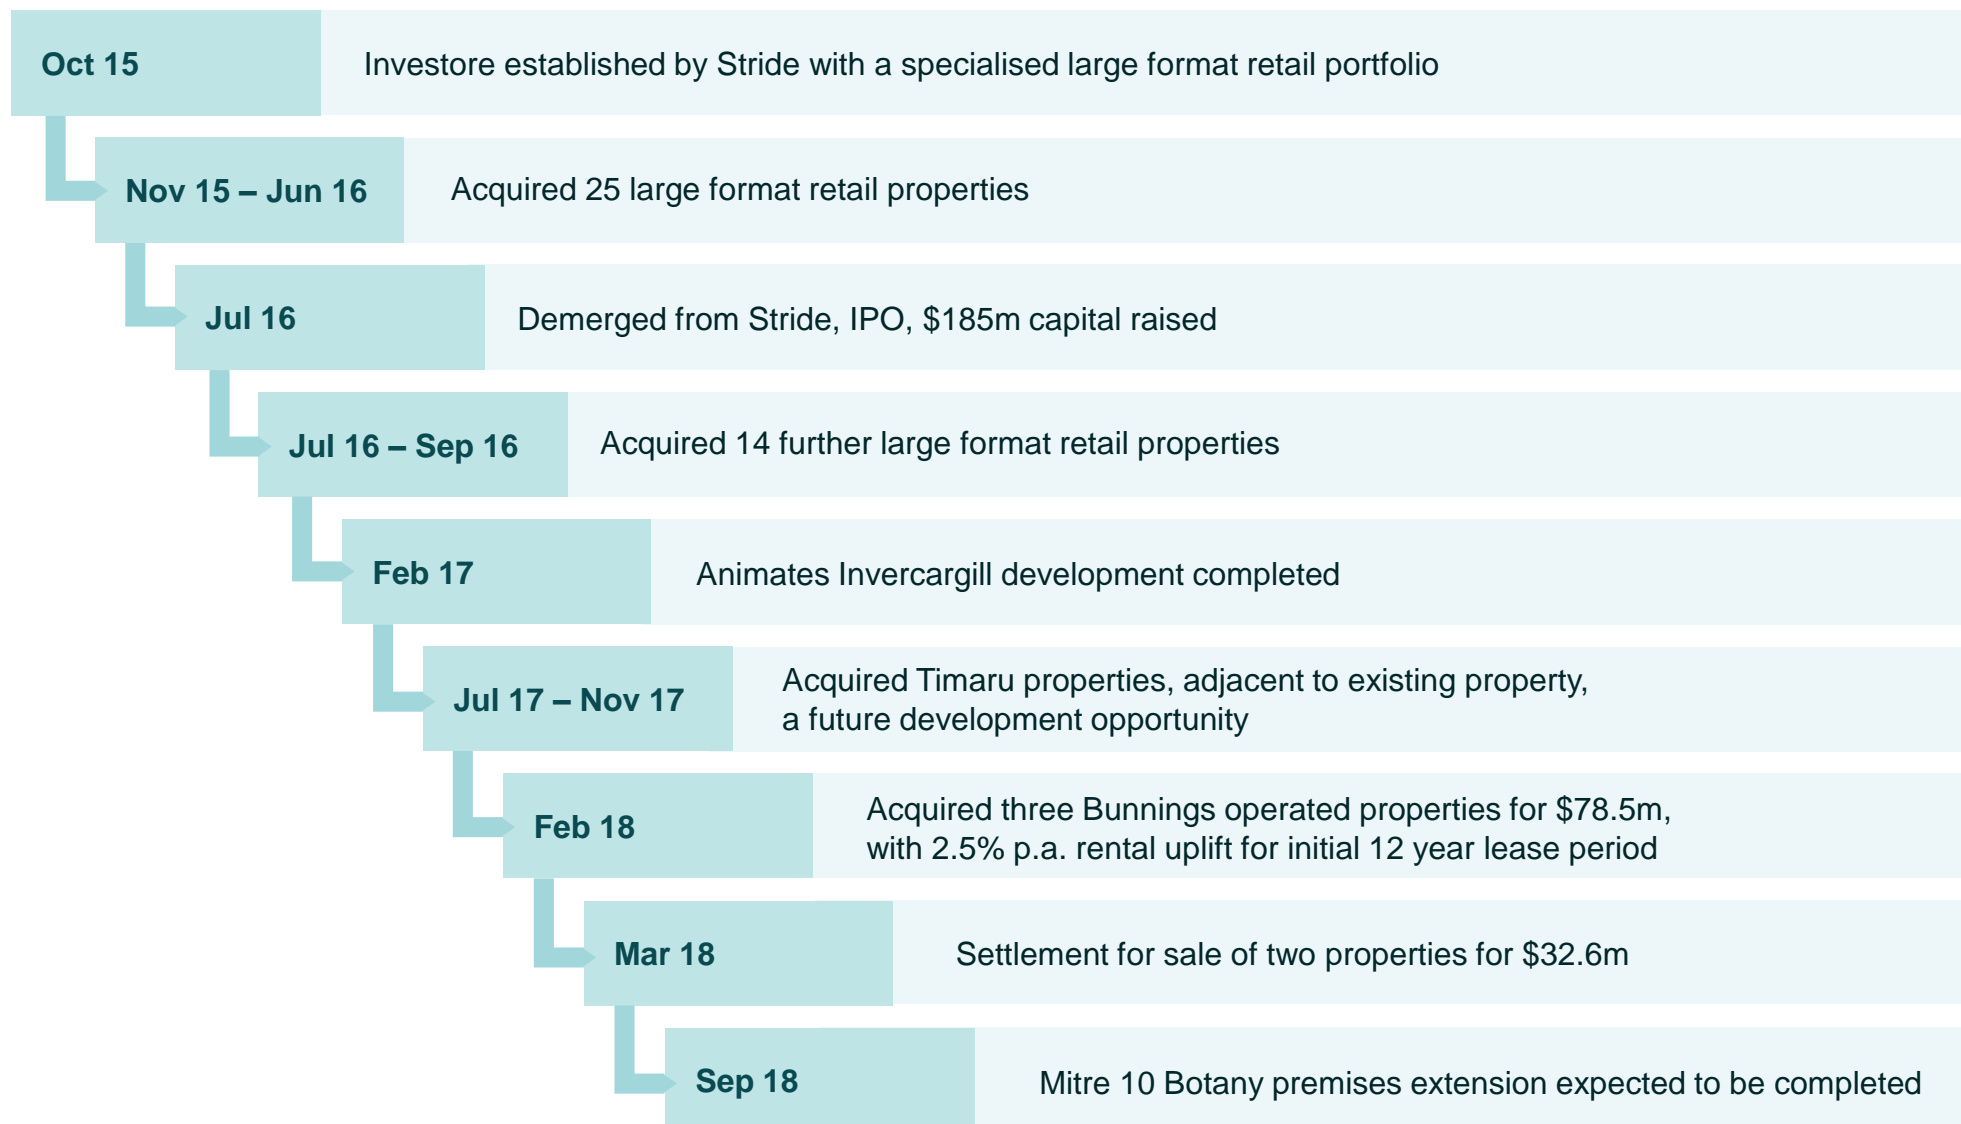 Oct 15
Investore established by Stride with a specialised large format retail portfolio
Nov 15 – Jun 16
Acquired 25 large format retail properties
Jul 16
Demerged from Stride, IPO, $185m capital raised
Jul 16 – Sep 16
Acquired 14 further large format retail properties
Feb 17
Animates Invercargill development completed
Jul 17 – Nov 17
Acquired Timaru properties, adjacent to existing property,
a future development opportunity
Feb 18
Acquired three Bunnings operated properties for $78.5m,
with 2.5% p.a. rental uplift for initial 12 year lease period
Mar 18
Settlement for sale of two properties for $32.6m
Sep 18
Mitre 10 Botany premises extension expected to be completed